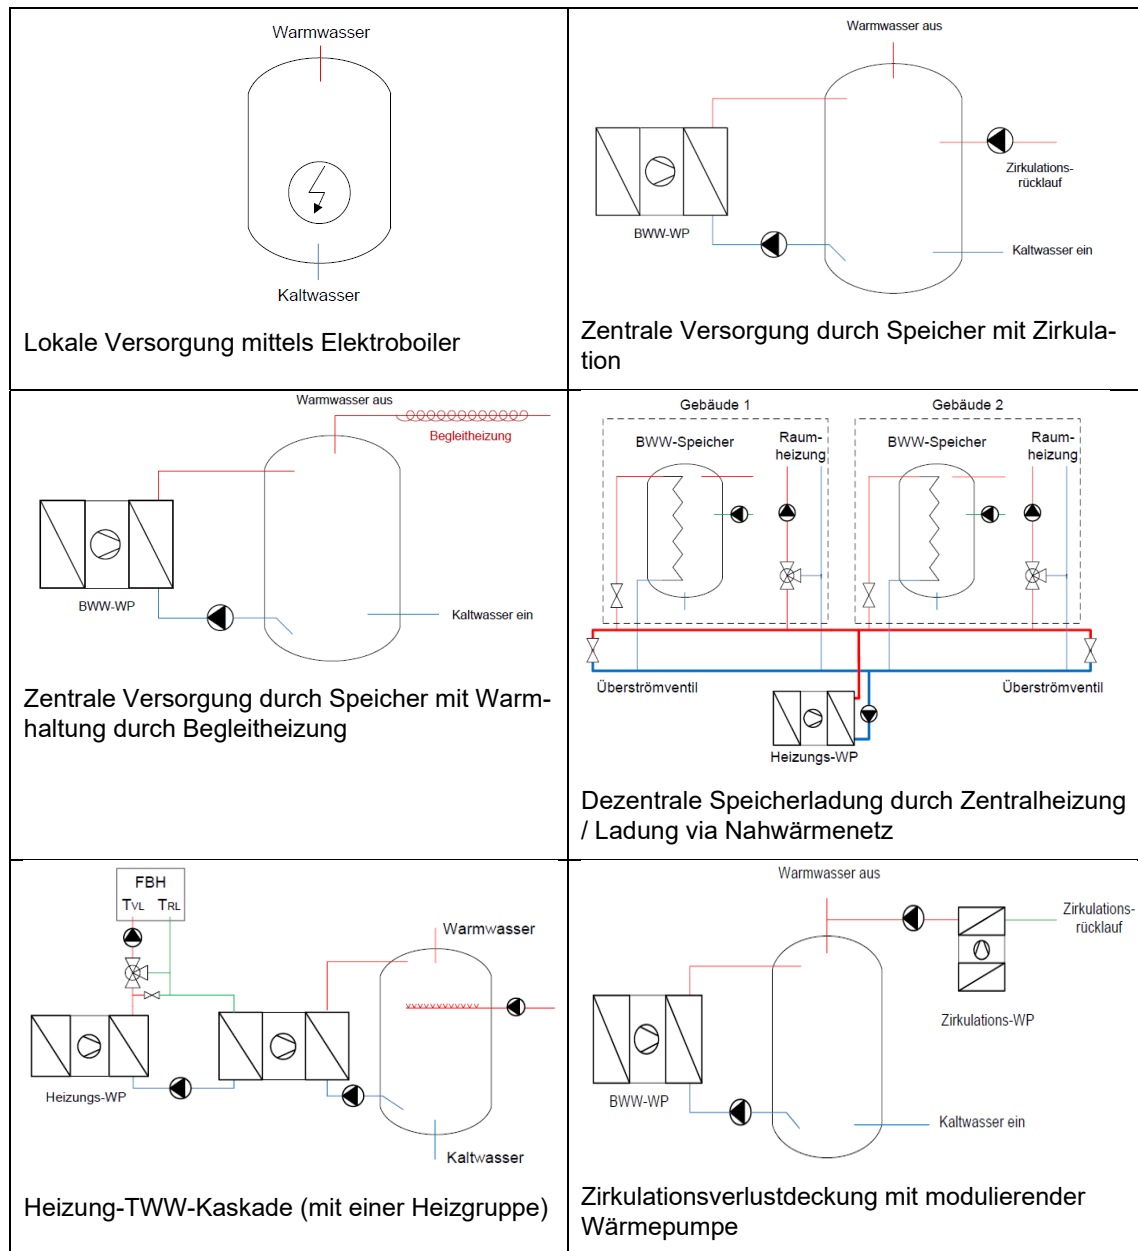 Warmwasser
Kaltwasser
Lokale Versorgung mittels Elektroboiler
Warmwasser aus
Zirkulations-
rücklauf
BWW-WP
Kaltwasser ein
Zentrale Versorgung durch Speicher mit Zirkula-
tion
Warmwasser aus
Begleitheizung
BWW-WP
Kaltwasser ein
Zentrale Versorgung durch Speicher mit Warm-
haltung durch Begleitheizung
Gebäude 1
Gebäude 2
BWW-Speicher
Raum-
heizung
BWW-Speicher
Raum-
heizung
Überströmventil
Überströmventil
Heizungs-WP
Dezentrale Speicherladung durch Zentralheizung
/ Ladung via Nahwärmenetz
FBH
TVL TRL
Warmwasser
Heizungs-WP
Kaltwasser
Heizung-TWW-Kaskade (mit einer Heizgruppe)
Warmwasser aus
Zirkulations-
rücklauf
Zirkulations-WP
BWW-WP
Kaltwasser ein
Zirkulationsverlustdeckung mit modulierender
Wärmepumpe